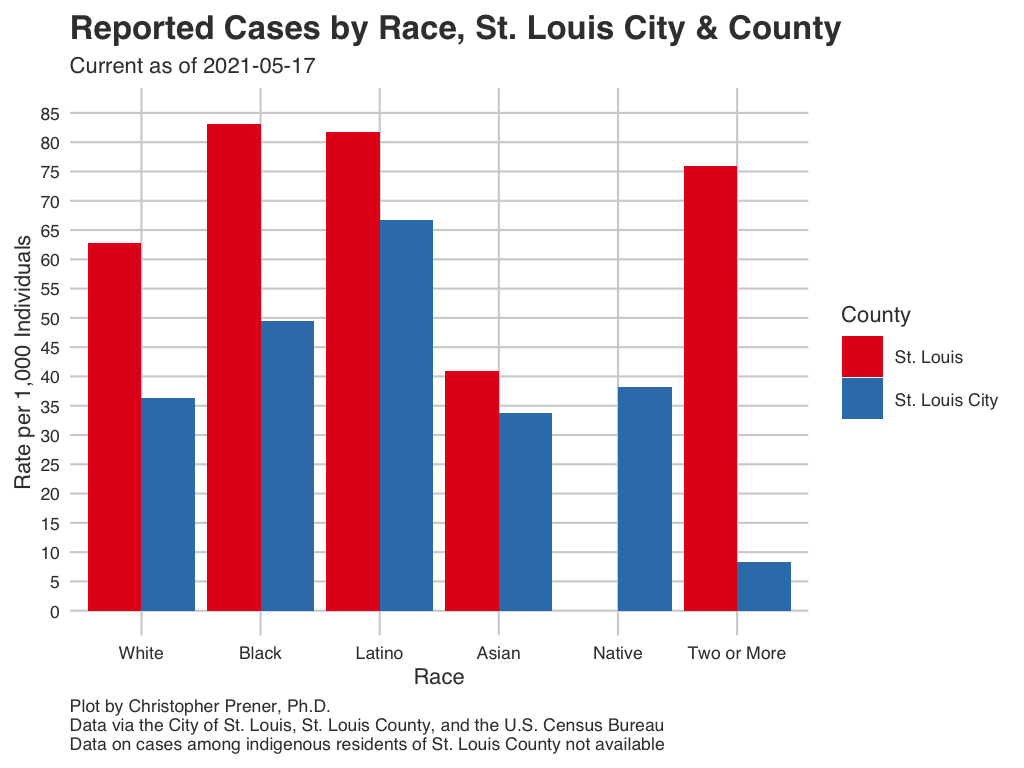 Reported Cases by Race, St. Louis City & County
Current as of 2021-05-17
Rate per 1,000 Individuals
85
80
75
70
65
60
55
50
45
40
35
30
25
20
15
10
5
0
White Black Latino Asian Native Two or More
Race
County
St. Louis
St. Louis City
Plot by Christopher Prener, Ph.D.
Data via the City of St. Louis, St. Louis County, and the U.S. Census Bureau
Data on cases among indigenous residents of St. Louis County not available